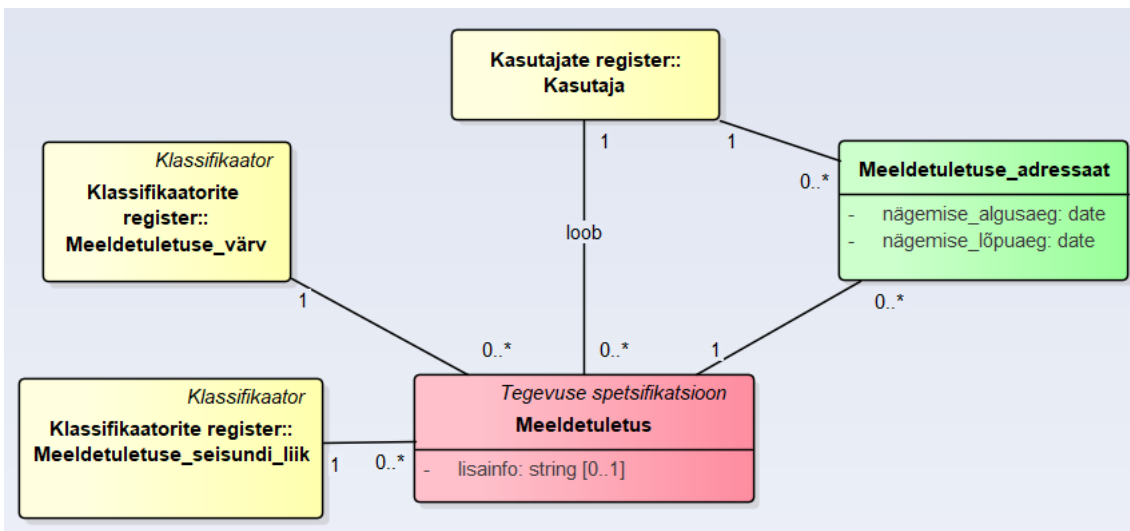 Kasutajate register::
Kasutaja
1
1
0..*
Klassifikaator
Klassifikaatorite
register::
Meeldetuletuse_värv
1
Meeldetuletuse_adressaat
- nägemise_algusaeg: date
- nägemise_lõpuaeg: date
0..*
loob
0..*
0..*
1
Klassifikaator
Klassifikaatorite register::
Meeldetuletuse_seisundi_liik
1
0..*
Tegevuse spetsifikatsioon
Meeldetuletus
- lisainfo: string [0..1]